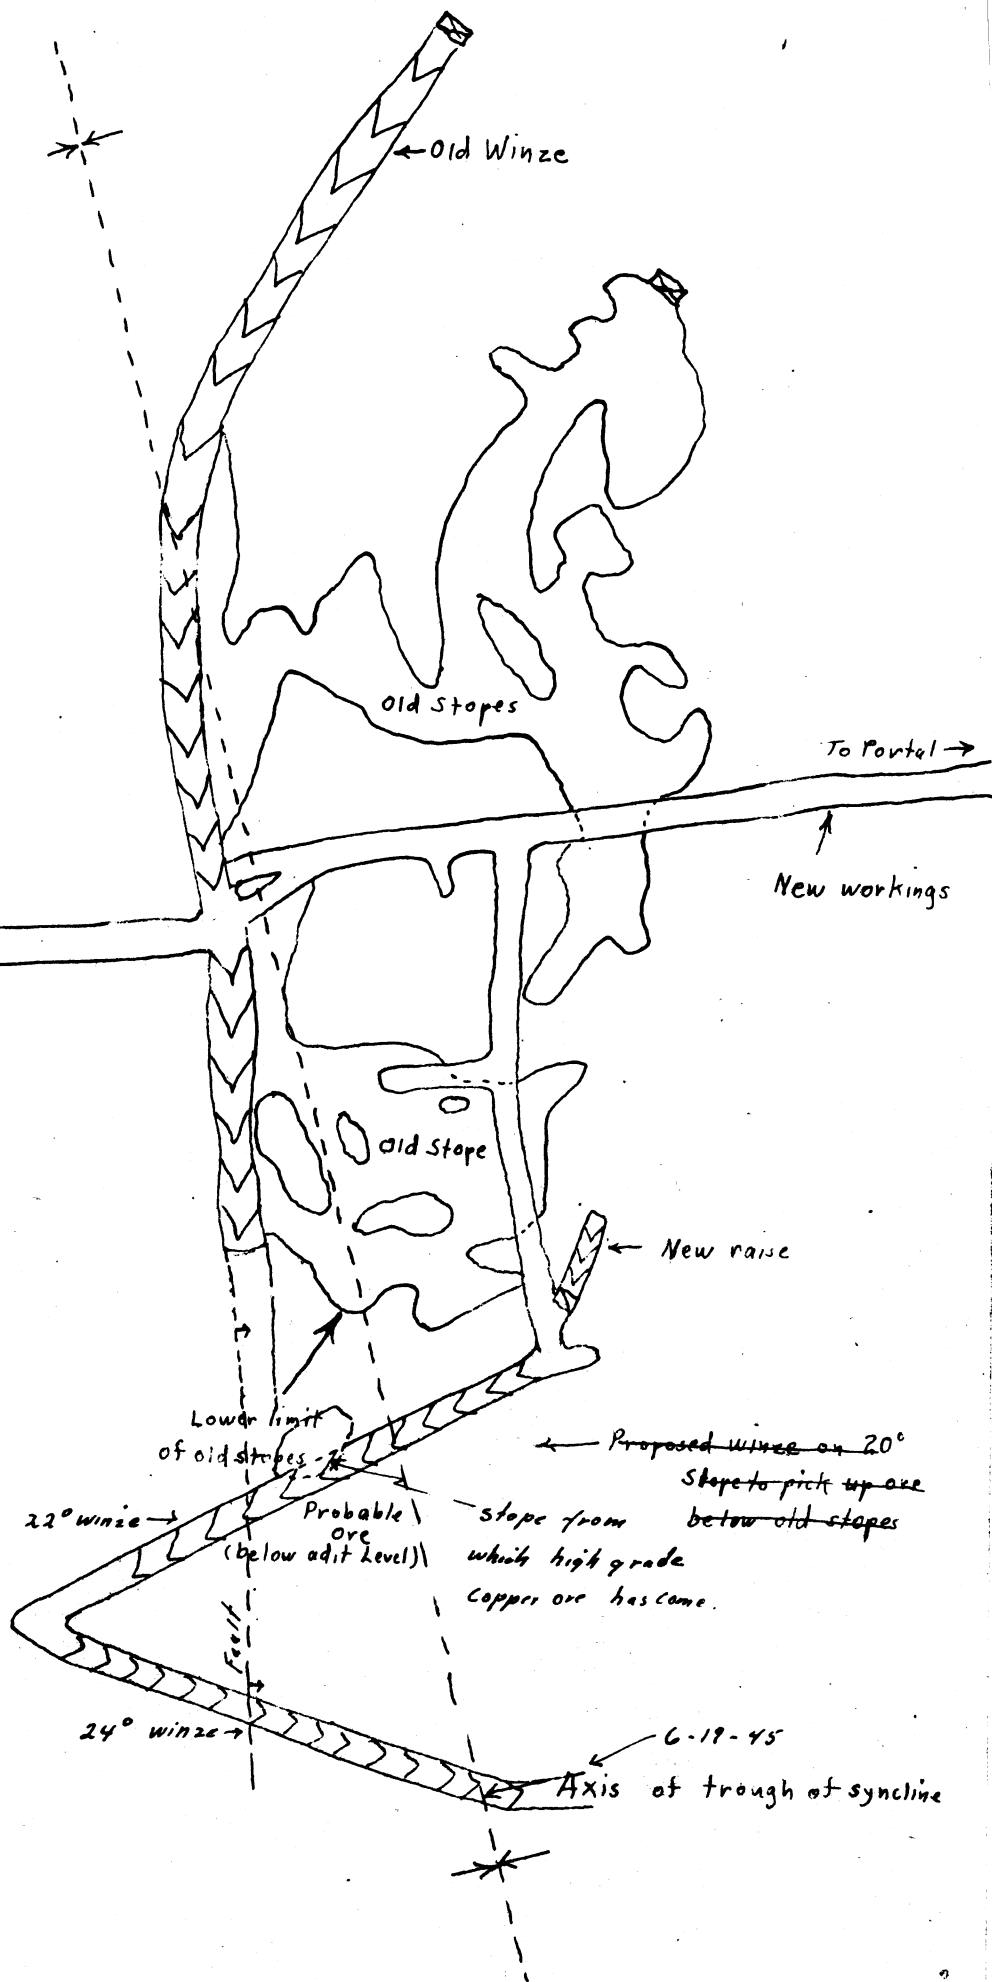 Old Winze
Old Stopes
To Portal
New workings
Old Stope
New raise
Lower limit
of old stopes
Proposed winze on 20°
Slope to pick up ore
below old stopes
22° winze
Probable
Ore
(below adit Level)
stope from
which high grade
Copper ore has come.
Fault
24° winze
6-19-45
Axis of trough of syncline